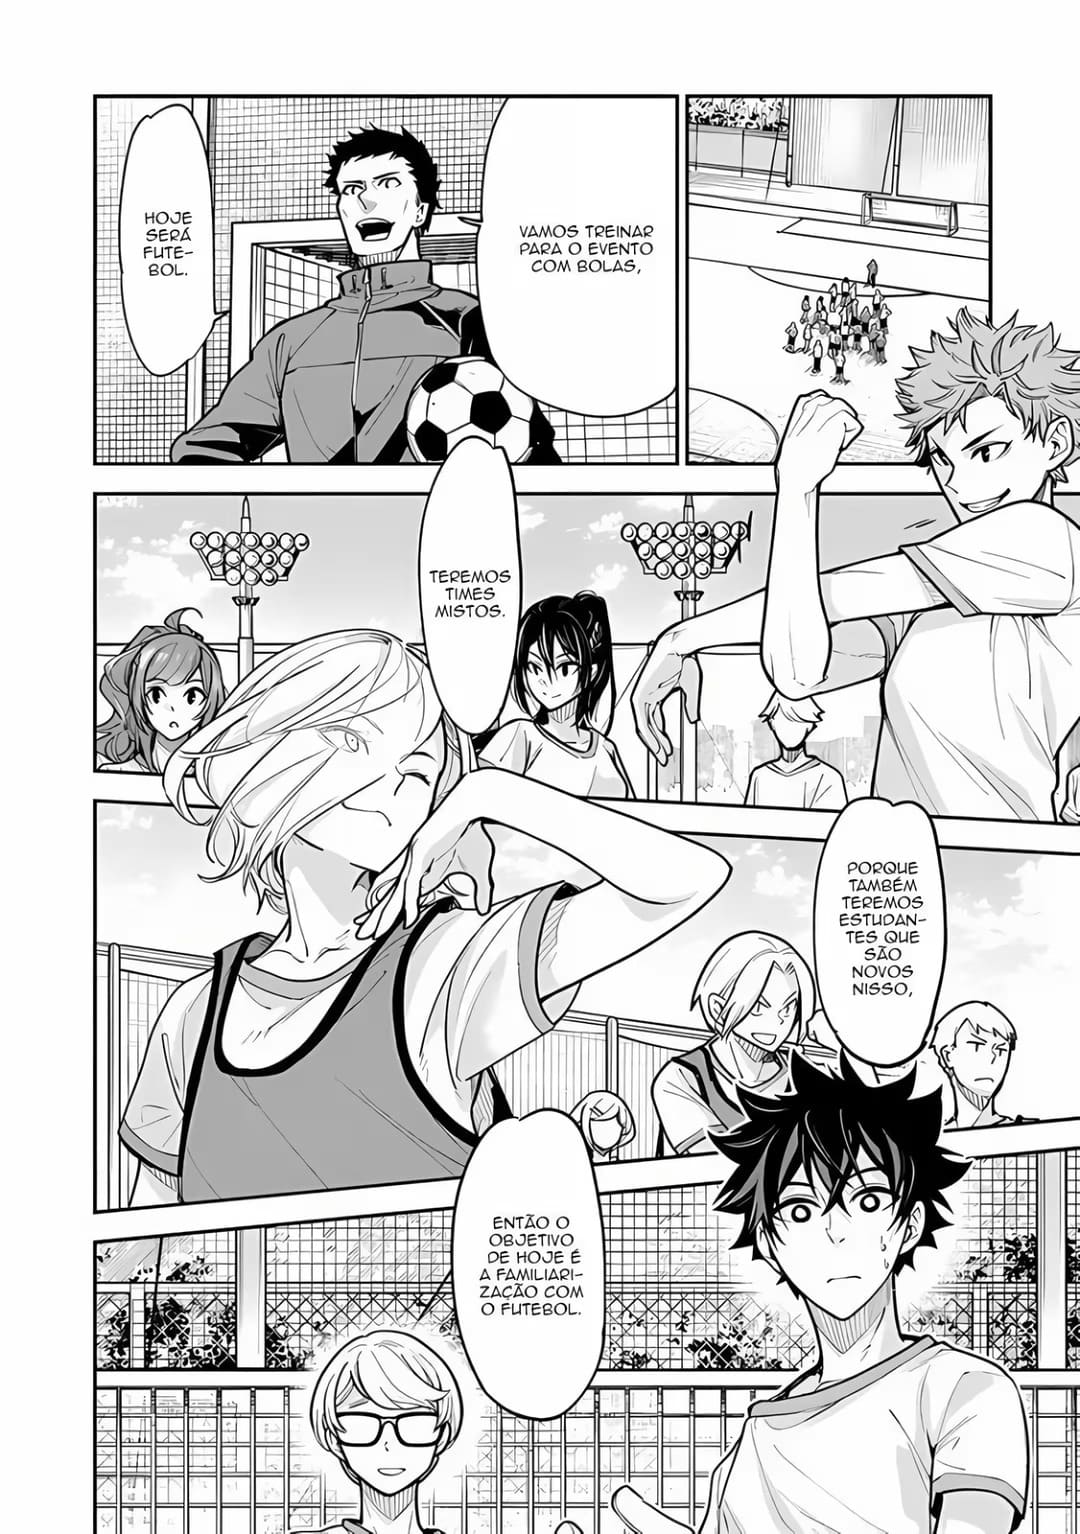 VAMOS TREINAR
PARA O EVENTO
COM BOLAS,
HOJE
SERÁ
FUTE-
BOL.
TEREMOS
TIMES
MISTOS.
PORQUE
TAMBÉM
TEREMOS
ESTUDAN-
TES QUE
SÃO
NOVOS
NISSO,
ENTÃO O
OBJETIVO
DE HOJE É
A FAMILIARI-
ZAÇÃO COM
O FUTEBOL.